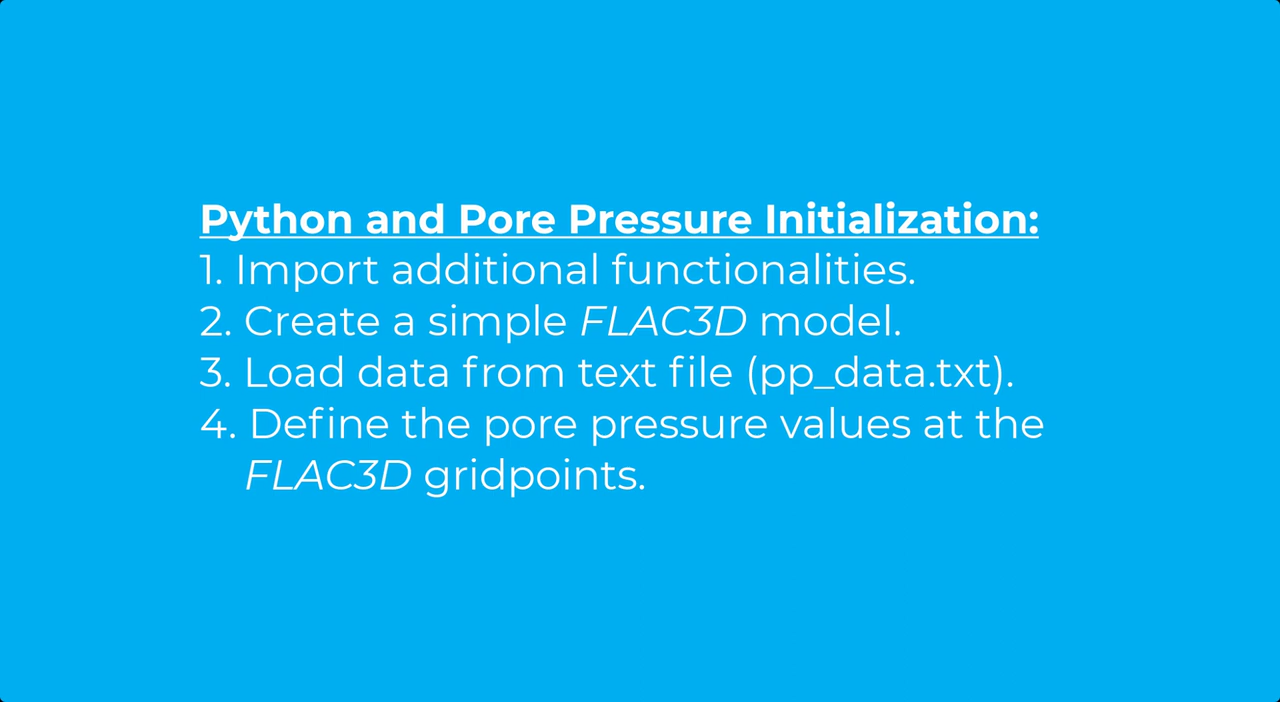 Python and Pore Pressure Initialization:
1. Import additional functionalities.
2. Create a simple FLAC3D model.
3. Load data from text file (pp_data.txt).
4. Define the pore pressure values at the
FLAC3D gridpoints.